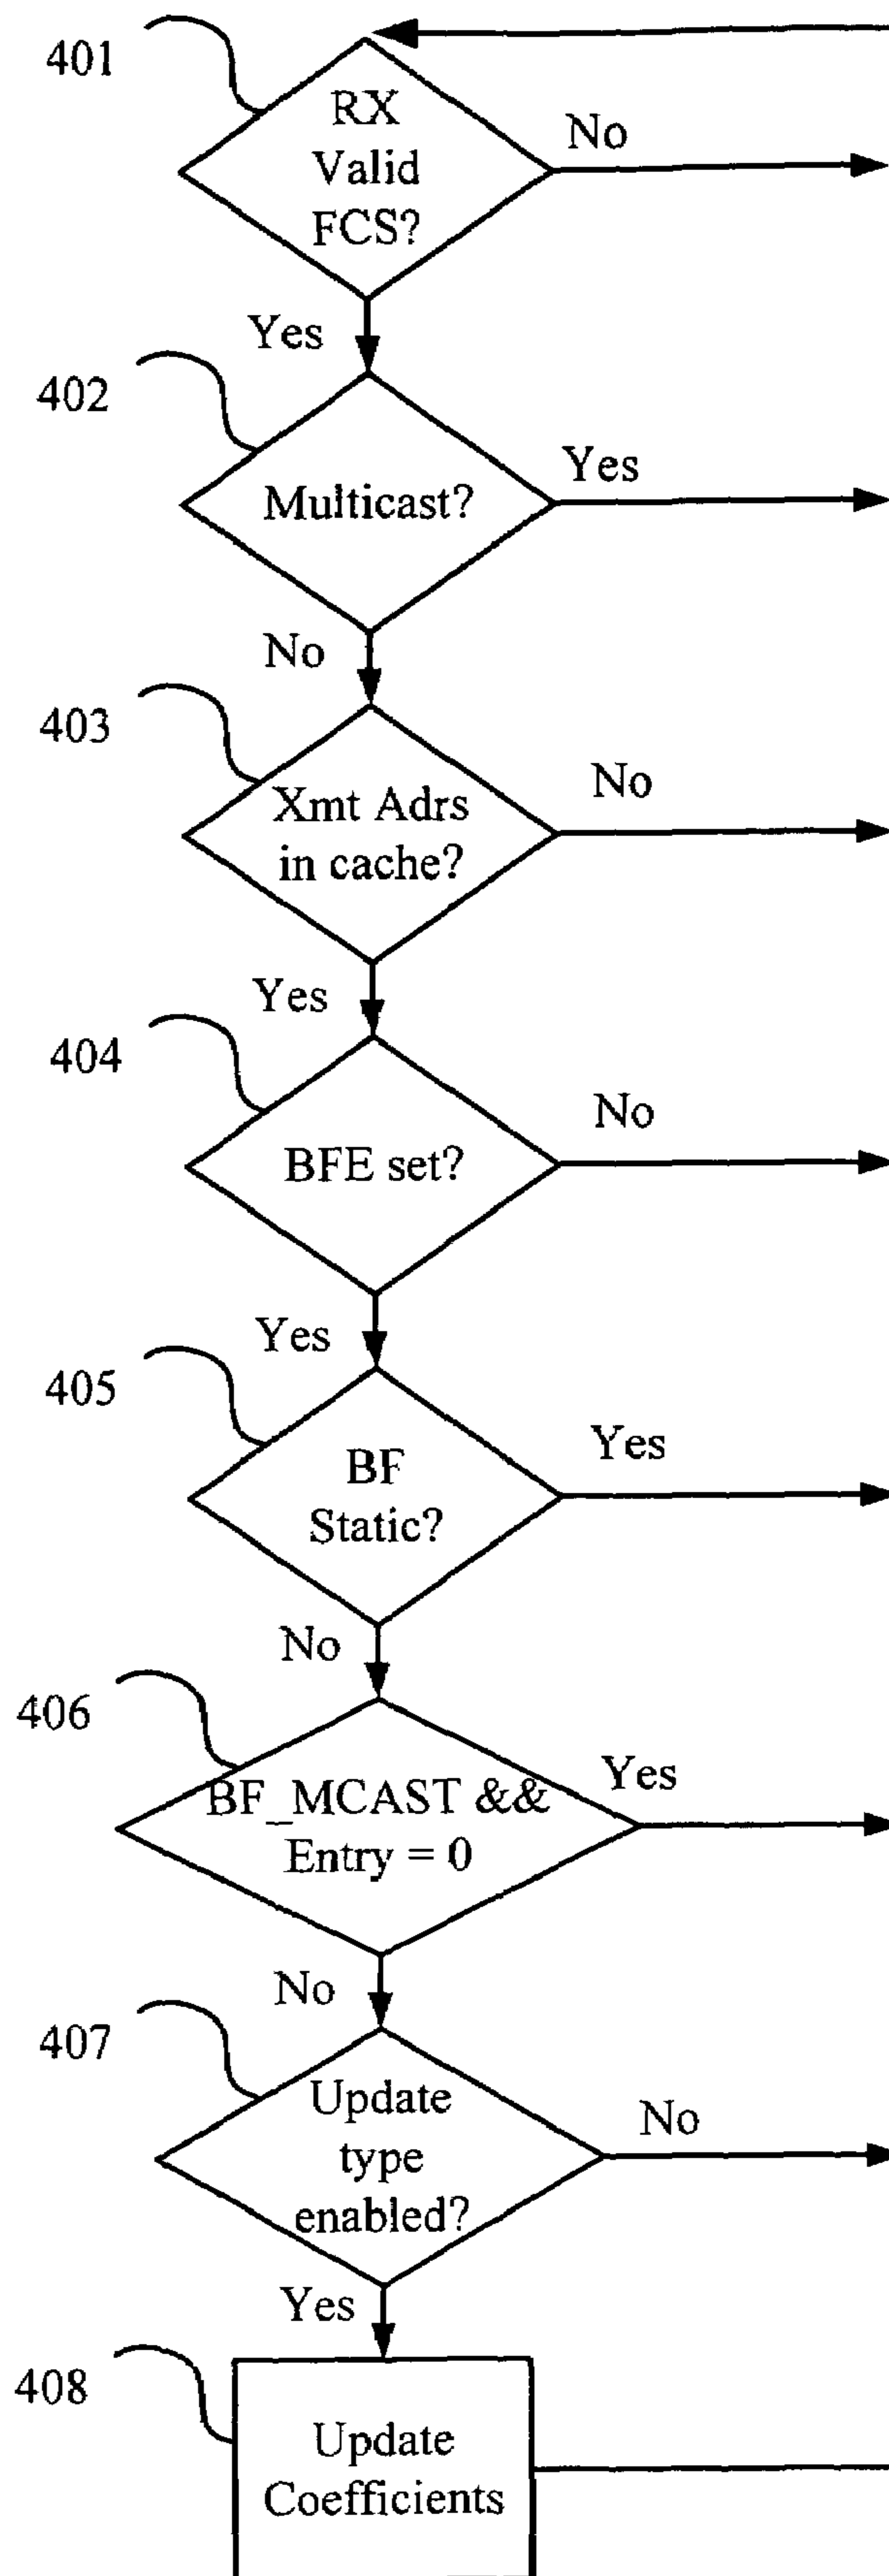 401
RX
Valid
FCS?
No
Yes
402
Multicast?
Yes
No
403
Xmt Adrs
in cache?
No
Yes
404
BFE set?
No
Yes
405
BF
Static?
Yes
No
406
BF_MCAST &&
Entry = 0
Yes
No
407
Update
type
enabled?
No
Yes
408
Update
Coefficients